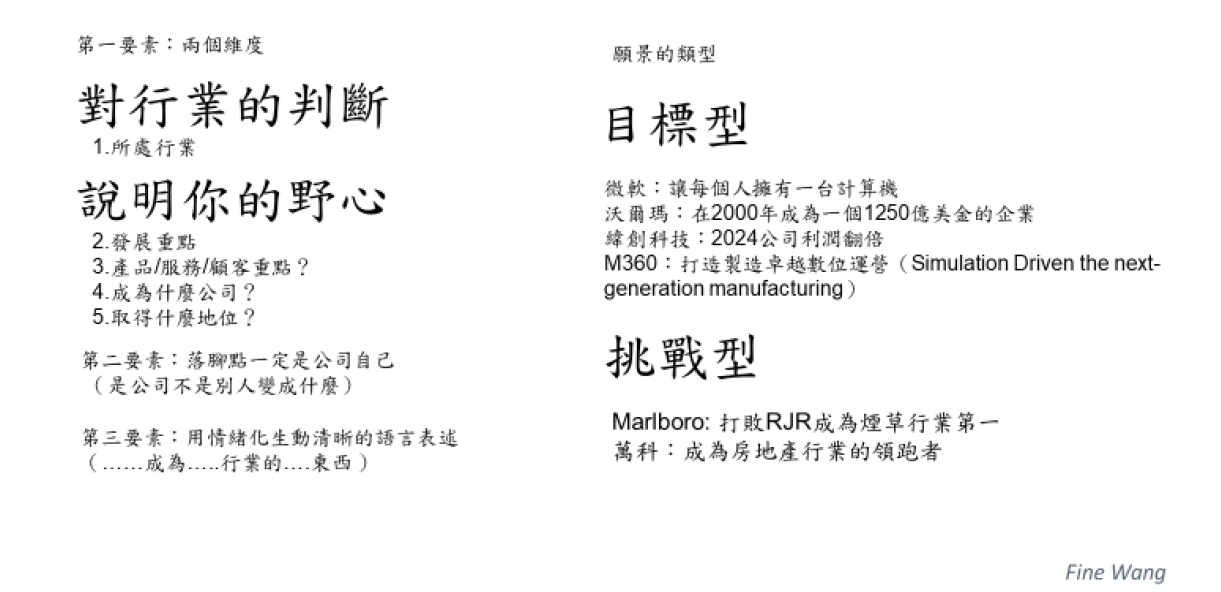 第一要素：兩個維度
對行業的判斷
1.所處行業
說明你的野心
2.發展重點
3.產品/服務/顧客重點？
4.成為什麼公司？
5.取得什麼地位？
第二要素：落腳點一定是公司自己
（是公司不是別人變成什麼）
第三要素：用情緒化生動清晰的語言表述
（……成為…..行業的….東西）
願景的類型
目標型
微軟：讓每個人擁有一台計算機
沃爾瑪：在2000年成為一個1250億美金的企業
緯創科技：2024公司利潤翻倍
M360：打造製造卓越數位運營（Simulation Driven the next-
generation manufacturing）
挑戰型
Marlboro: 打敗RJR成為煙草行業第一
萬科：成為房地產行業的領跑者
Fine Wang